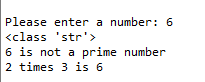 Please enter a number: 6
<class 'str'>
6 is not a prime number
2 times 3 is 6